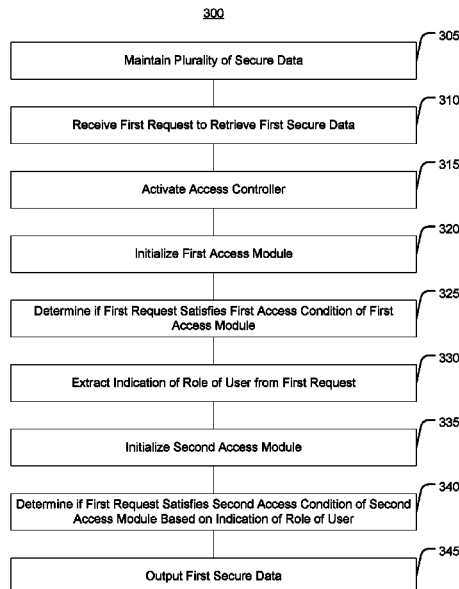 300
305
Maintain Plurality of Secure Data
310
Receive First Request to Retrieve First Secure Data
315
Activate Access Controller
320
Initialize First Access Module
325
Determine if First Request Satisfies First Access Condition of First
Access Module
330
Extract Indication of Role of User from First Request
335
Initialize Second Access Module
340
Determine if First Request Satisfies Second Access Condition of Second
Access Module Based on Indication of Role of User
345
Output First Secure Data